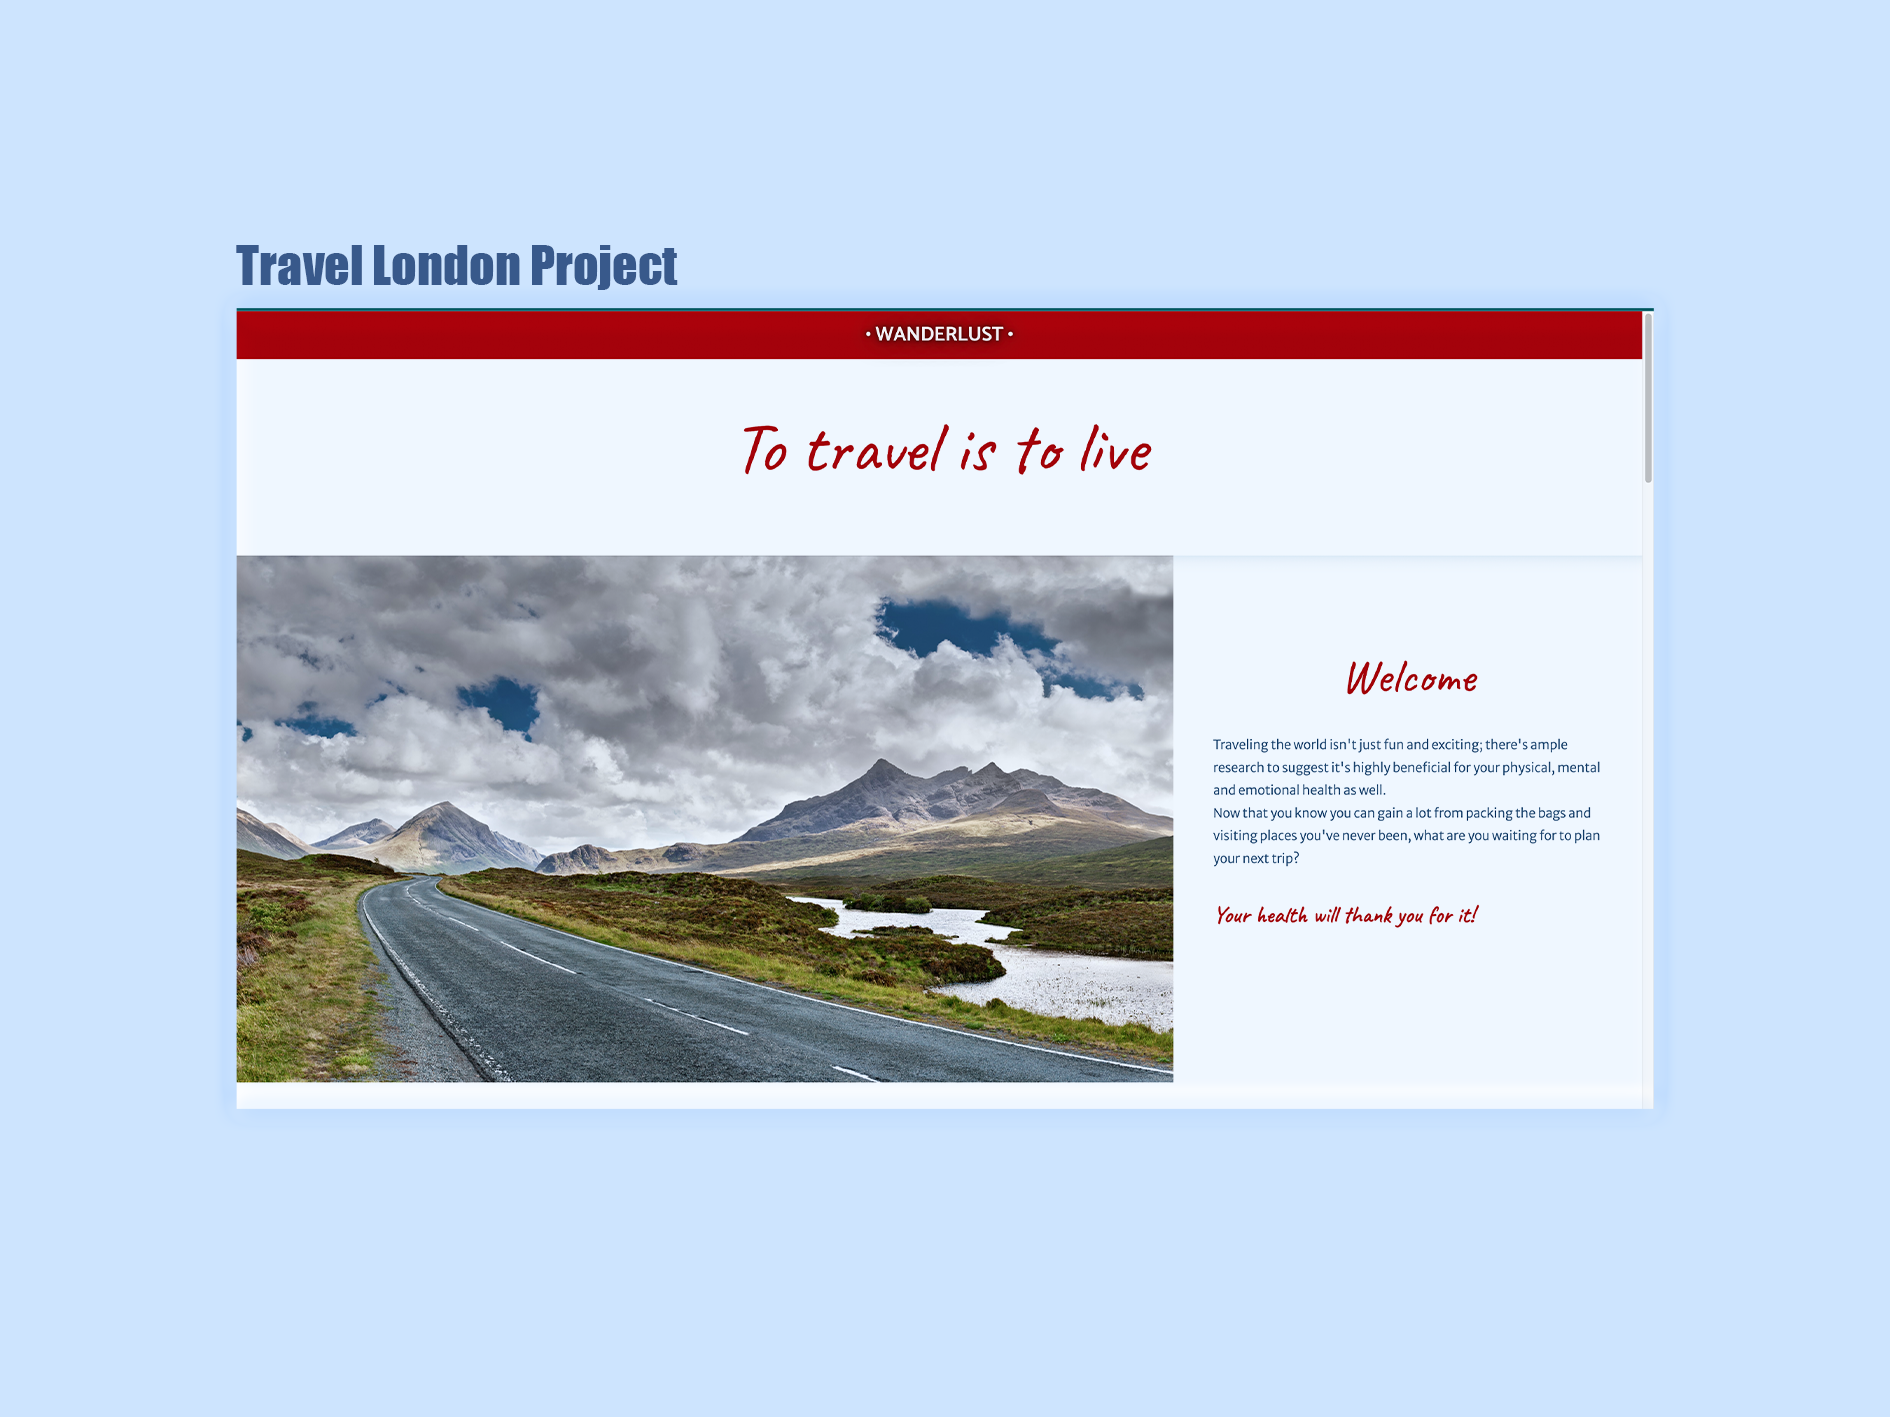 Travel London Project
• WANDERLUST •
To travel is to live
Welcome
Traveling the world isn't just fun and exciting; there's ample
research to suggest it's highly beneficial for your physical, mental
and emotional health as well.
Now that you know you can gain a lot from packing the bags and
visiting places you've never been, what are you waiting for to plan
your next trip?
Your health will thank you for it!